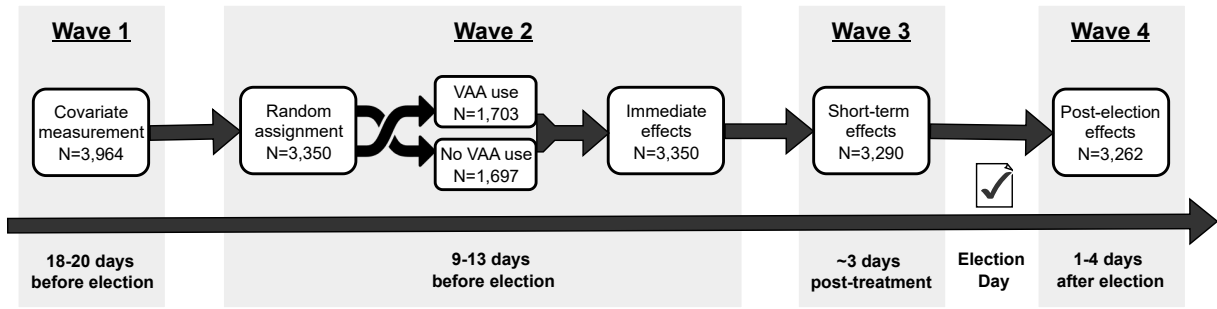 Wave 1
Wave 2
Wave 3
Wave 4
Covariate
measurement
N=3,964
Random
assignment
N=3,350
VAA use
N=1,703
No VAA use
N=1,697
Immediate
effects
N=3,350
Short-term
effects
N=3,290
Post-election
effects
N=3,262
18-20 days
before election
9-13 days
before election
~3 days
post-treatment
Election
Day
1-4 days
after election